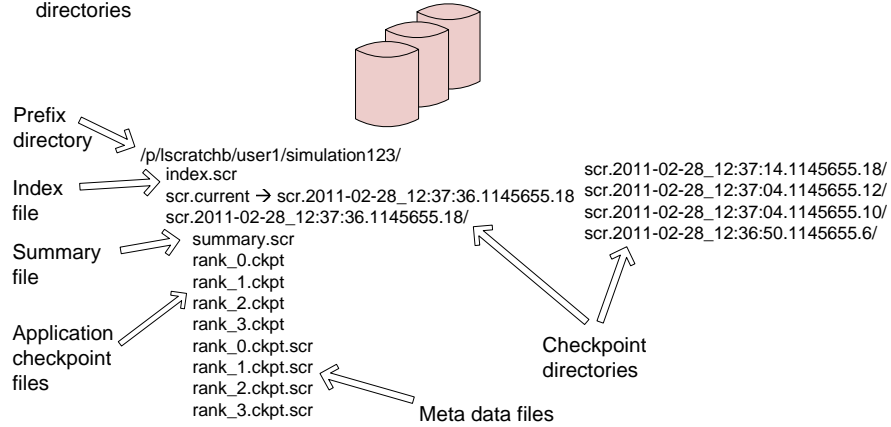 directories
Prefix
directory
/p/lscratchb/user1/simulation123/
index.scr
scr.current → scr.2011-02-28_12:37:36.1145655.18
scr.2011-02-28_12:37:36.1145655.18/
summary.scr
rank_0.ckpt
rank_1.ckpt
rank_2.ckpt
rank_3.ckpt
rank_0.ckpt.scr
rank_1.ckpt.scr
rank_2.ckpt.scr
rank_3.ckpt.scr
Index
file
Summary
file
Application
checkpoint
files
scr.2011-02-28_12:37:14.1145655.18/
scr.2011-02-28_12:37:04.1145655.12/
scr.2011-02-28_12:37:04.1145655.10/
scr.2011-02-28_12:36:50.1145655.6/
Checkpoint
directories
Meta data files